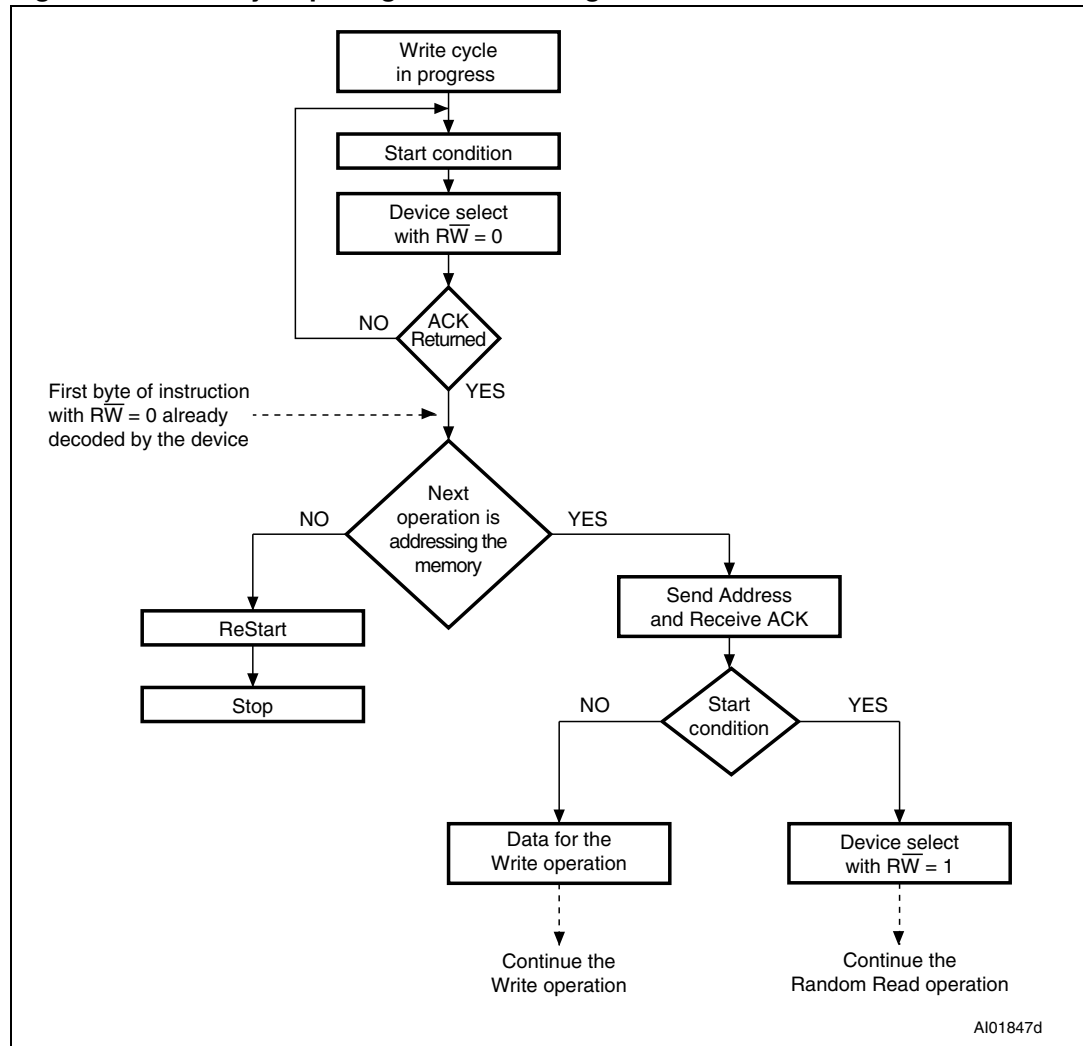 Write cycle
in progress
Start condition
Device select
with RW̅ = 0
NO
ACK
Returned
YES
First byte of instruction
with RW̅ = 0 already
decoded by the device
Next
operation is
addressing the
memory
NO
YES
ReStart
Stop
Send Address
and Receive ACK
Start
condition
NO
YES
Data for the
Write operation
Device select
with RW̅ = 1
Continue the
Write operation
Continue the
Random Read operation
AI01847d